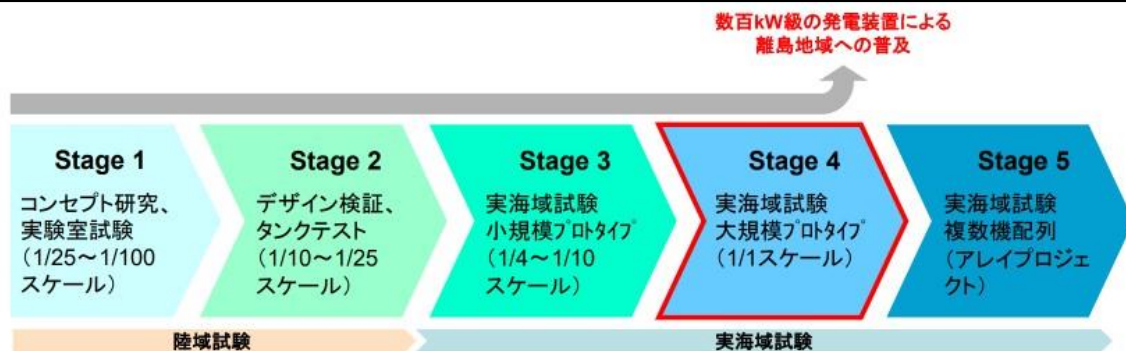 数百kW級の発電装置による
離島地域への普及
Stage 1
コンセプト研究、
実験室試験
（1/25～1/100
スケール）
Stage 2
デザイン検証、
タンクテスト
（1/10～1/25
スケール）
Stage 3
実海域試験
小規模ﾌﾟﾛﾄﾀｲﾌﾟ
（1/4～1/10
スケール）
Stage 4
実海域試験
大規模ﾌﾟﾛﾄﾀｲﾌﾟ
（1/1スケール）
Stage 5
実海域試験
複数機配列
（アレイプロジェ
クト）
陸域試験
実海域試験